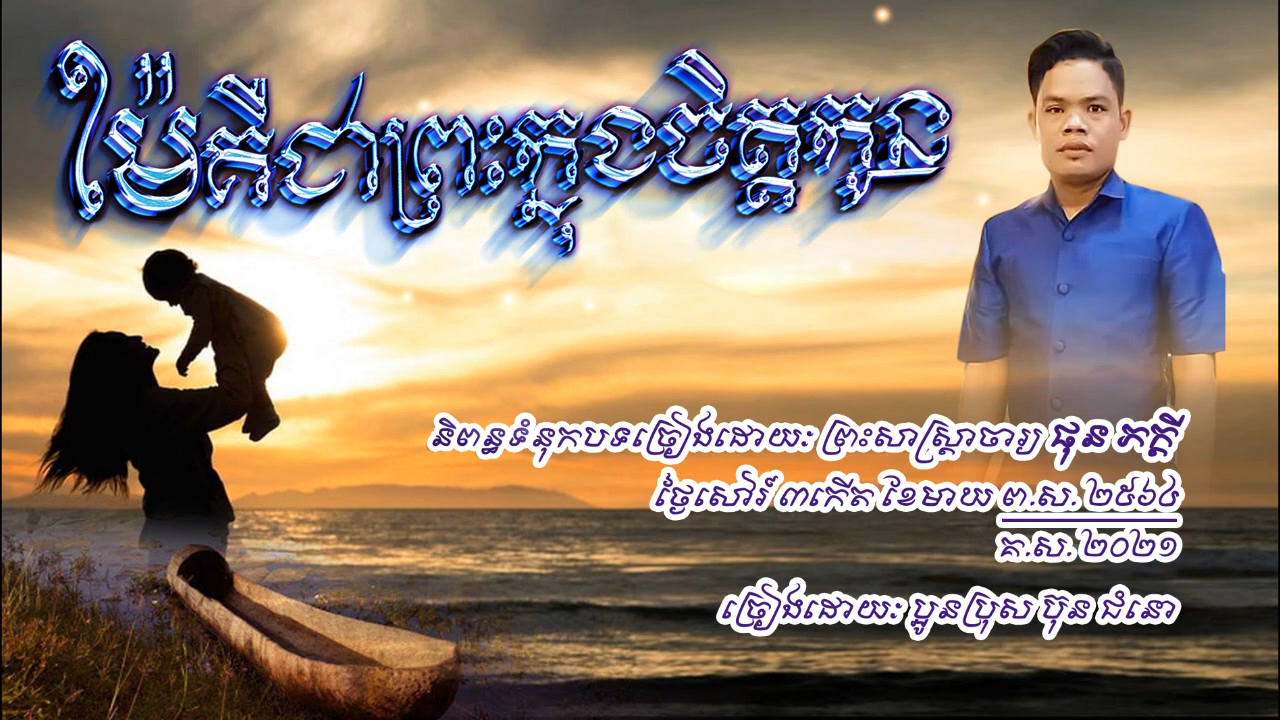 ម៉ែគឺជាព្រះក្នុងចិត្តកូន
និពន្ធទំនុកបទច្រៀងដោយៈ ព្រះសាស្ត្រាចារ្យ ផុន ភក្ដី
ថ្ងៃសៅរ៍ ៣កើត ខែមាឃ ព.ស. ២៥៦៤
គ.ស. ២០២១
ច្រៀងដោយៈ ប្អូនប្រុស ប៊ុន ជំនោ